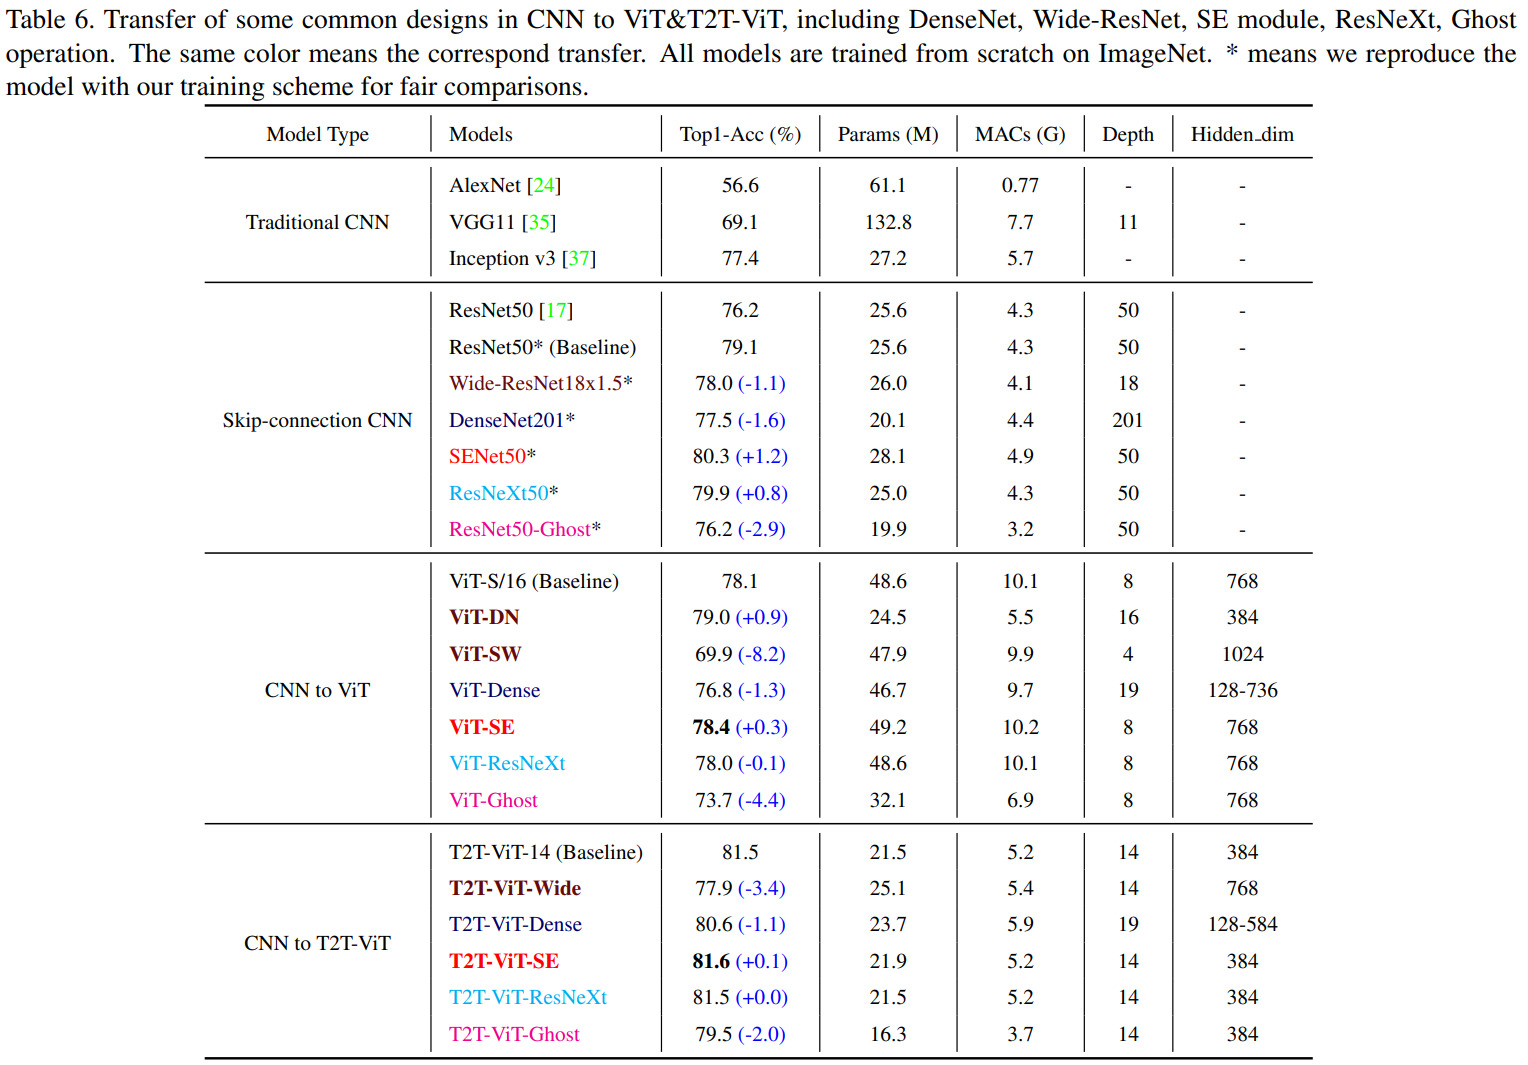 Table 6. Transfer of some common designs in CNN to ViT&T2T-ViT, including DenseNet, Wide-ResNet, SE module, ResNeXt, Ghost
operation. The same color means the correspond transfer. All models are trained from scratch on ImageNet. * means we reproduce the
model with our training scheme for fair comparisons.
Model Type Models Top1-Acc (%) Params (M) MACs (G) Depth Hidden_dim
AlexNet [24] 56.6 61.1 0.77 - -
Traditional CNN VGG11 [35] 69.1 132.8 7.7 11 -
Inception v3 [37] 77.4 27.2 5.7 - -
ResNet50 [17] 76.2 25.6 4.3 50 -
ResNet50* (Baseline) 79.1 25.6 4.3 50 -
Wide-ResNet18x1.5* 78.0 (-1.1) 26.0 4.1 18 -
Skip-connection CNN DenseNet201* 77.5 (-1.6) 20.1 4.4 201 -
SENet50* 80.3 (+1.2) 28.1 4.9 50 -
ResNeXt50* 79.9 (+0.8) 25.0 4.3 50 -
ResNet50-Ghost* 76.2 (-2.9) 19.9 3.2 50 -
ViT-S/16 (Baseline) 78.1 48.6 10.1 8 768
ViT-DN 79.0 (+0.9) 24.5 5.5 16 384
ViT-SW 69.9 (-8.2) 47.9 9.9 4 1024
CNN to ViT ViT-Dense 76.8 (-1.3) 46.7 9.7 19 128-736
ViT-SE 78.4 (+0.3) 49.2 10.2 8 768
ViT-ResNeXt 78.0 (-0.1) 48.6 10.1 8 768
ViT-Ghost 73.7 (-4.4) 32.1 6.9 8 768
T2T-ViT-14 (Baseline) 81.5 21.5 5.2 14 384
T2T-ViT-Wide 77.9 (-3.4) 25.1 5.4 14 768
T2T-ViT-Dense 80.6 (-1.1) 23.7 5.9 19 128-584
CNN to T2T-ViT T2T-ViT-SE 81.6 (+0.1) 21.9 5.2 14 384
T2T-ViT-ResNeXt 81.5 (+0.0) 21.5 5.2 14 384
T2T-ViT-Ghost 79.5 (-2.0) 16.3 3.7 14 384